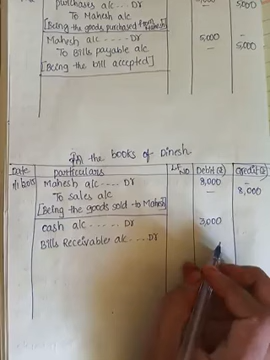 purchases a/c ... Dr - 5,000
To Mahesh a/c
[Being the goods purchased from
Mahesh a/c ..... Dr 5,000 -
To Bills payable a/c - 5,000
[Being the bill accepted]
In the books of Dinesh
Date particulars L.F No Debit(₹) Credit(₹)
Mahesh a/c ..... Dr 8,000 -
To sales a/c - 8,000
[Being the goods sold to Mahesh]
cash a/c ..... Dr 3,000
Bills Receivables a/c .... Dr